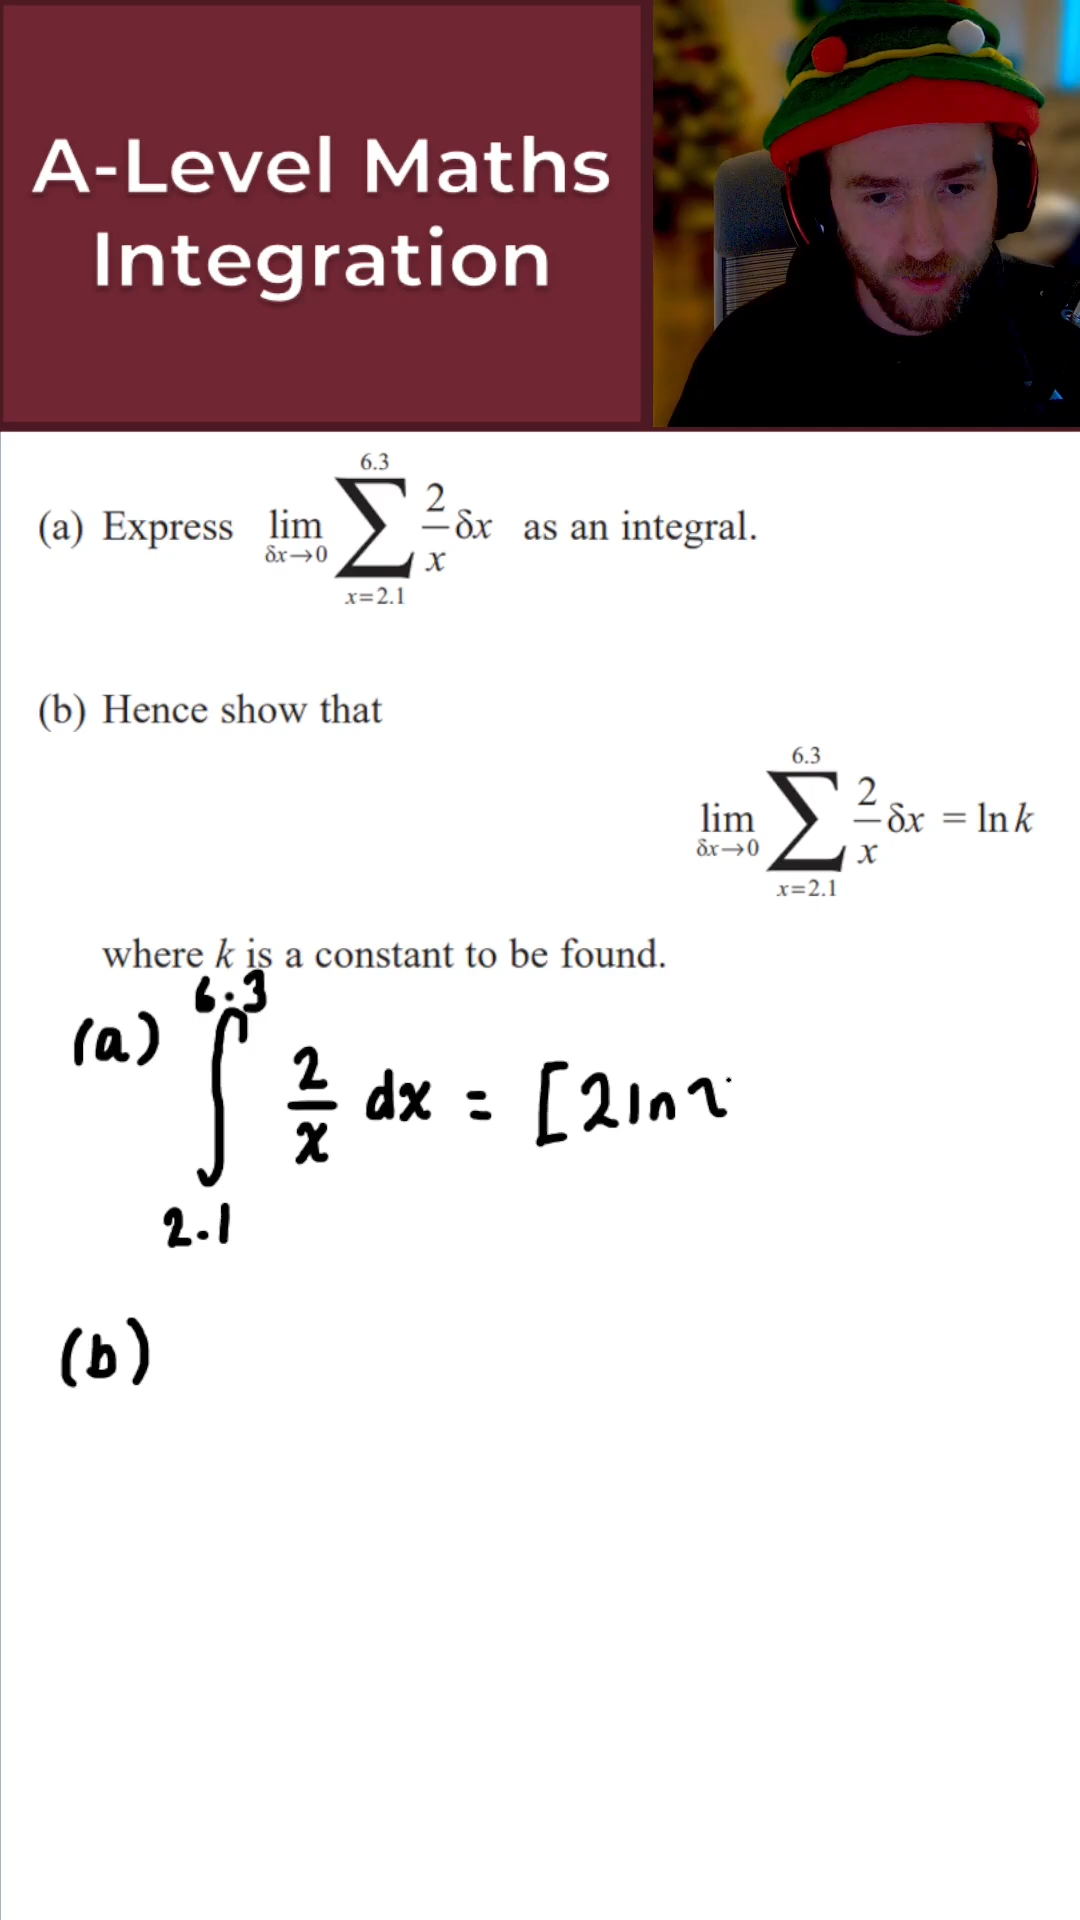 A-Level Maths
Integration
(a) Express lim δx→0 6.3 ∑ x=2.1 2/x δx as an integral.
(b) Hence show that
lim δx→0 6.3 ∑ x=2.1 2/x δx = ln k
where k is a constant to be found.
(a) ∫ 6.3 2.1 2/x dx = [2ln
(b)